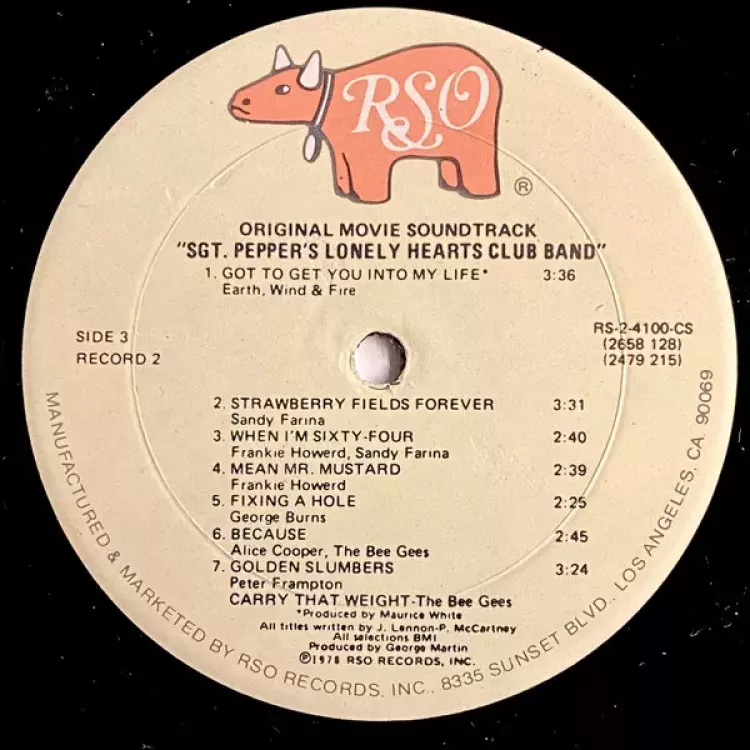 RSO
®
ORIGINAL MOVIE SOUNDTRACK
"SGT. PEPPER'S LONELY HEARTS CLUB BAND"
1. GOT TO GET YOU INTO MY LIFE* 3:36
Earth, Wind & Fire
SIDE 3
RECORD 2
RS-2-4100-CS
(2658 128)
(2479 215)
2. STRAWBERRY FIELDS FOREVER 3:31
Sandy Farina
3. WHEN I'M SIXTY-FOUR 2:40
Frankie Howerd, Sandy Farina
4. MEAN MR. MUSTARD 2:39
Frankie Howerd
5. FIXING A HOLE 2:25
George Burns
6. BECAUSE 2:45
Alice Cooper, The Bee Gees
7. GOLDEN SLUMBERS 3:24
Peter Frampton
CARRY THAT WEIGHT-The Bee Gees
*Produced by Maurice White
All titles written by J. Lennon-P. McCartney
All selections BMI
Produced by George Martin
℗1978 RSO RECORDS, INC.
MANUFACTURED & MARKETED BY RSO RECORDS, INC., 8335 SUNSET BLVD., LOS ANGELES, CA. 90069